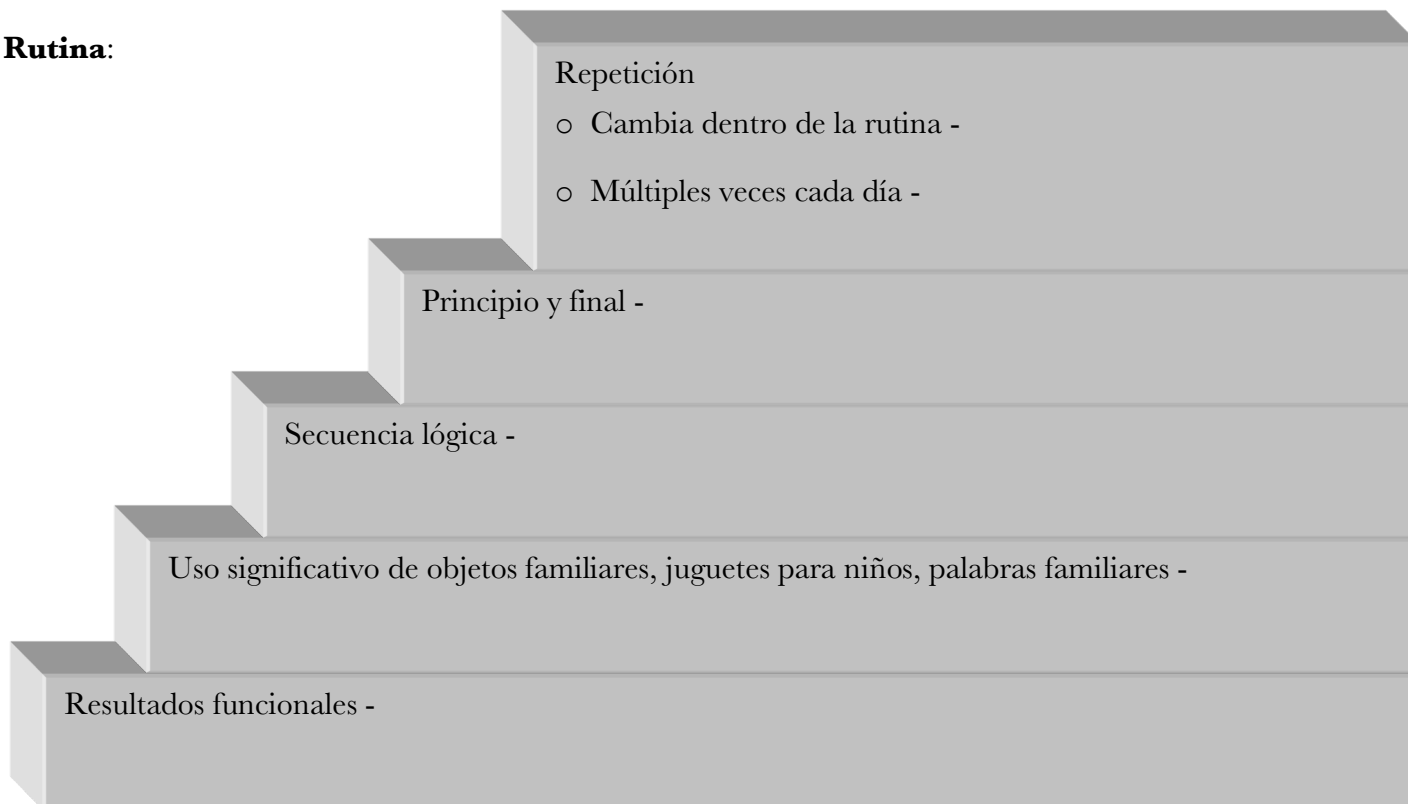 Rutina:
Repetición
o Cambia dentro de la rutina -
o Múltiples veces cada día -
Principio y final -
Secuencia lógica -
Uso significativo de objetos familiares, juguetes para niños, palabras familiares -
Resultados funcionales -